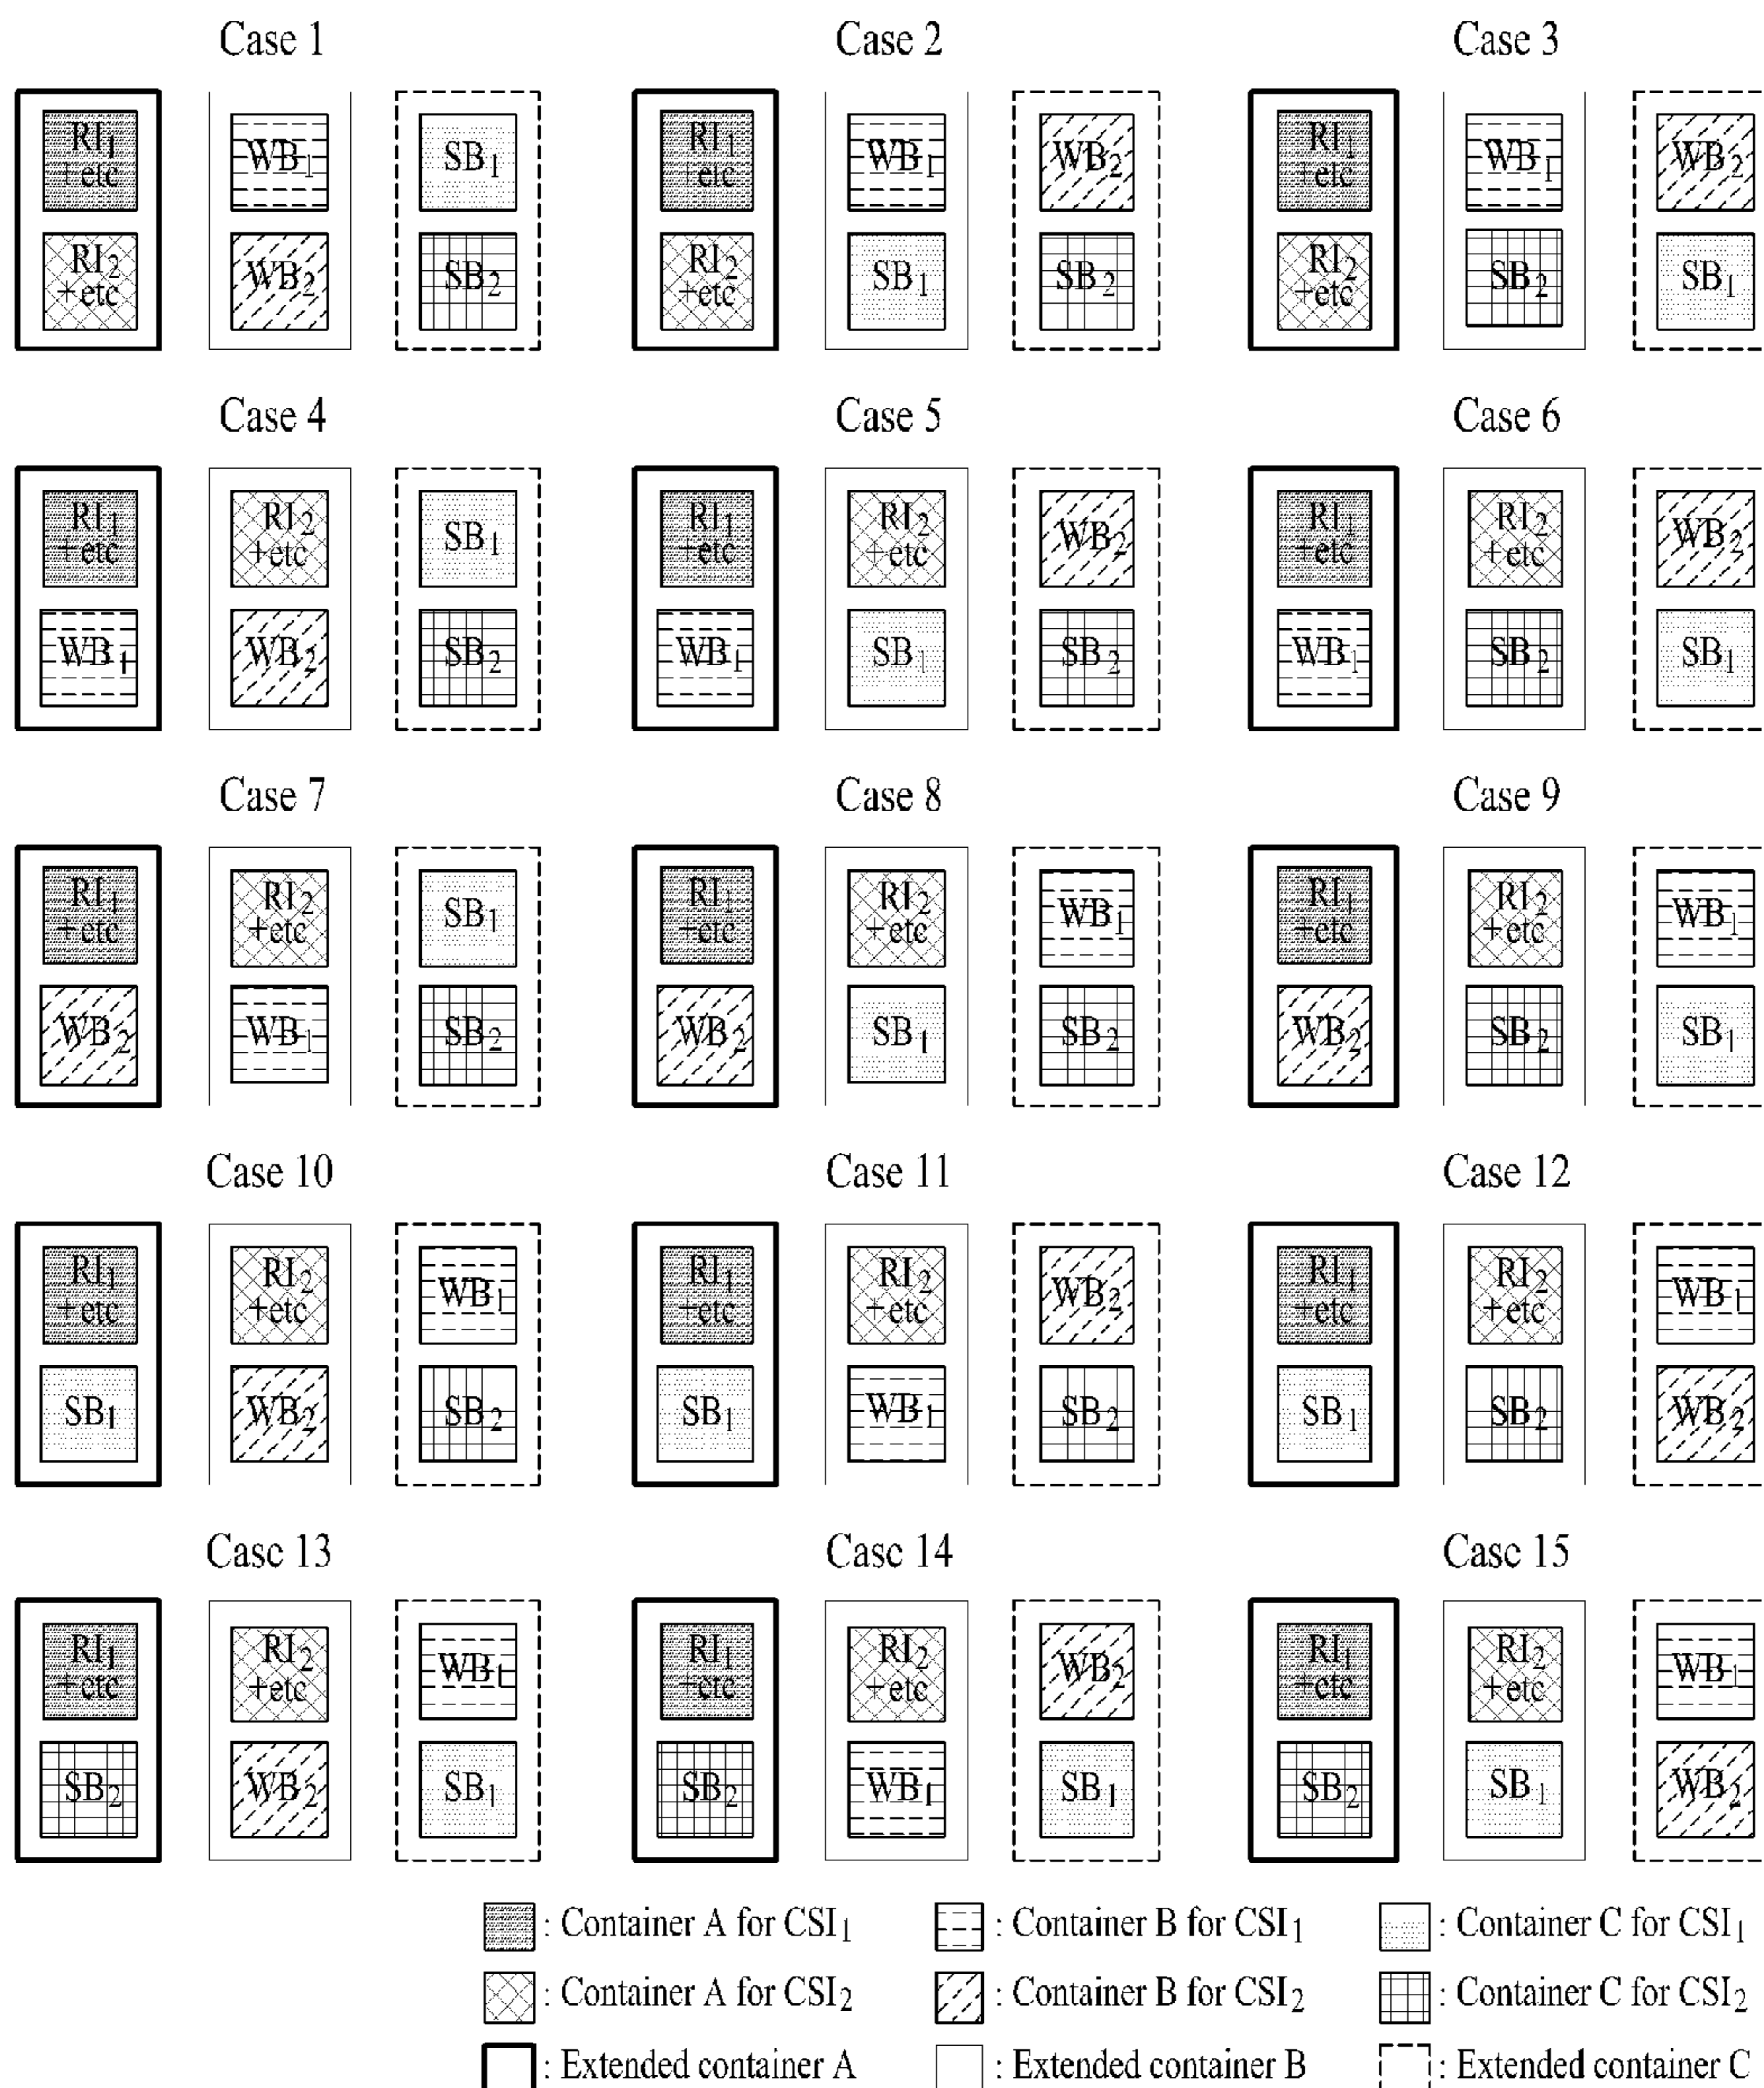 Case 1 Case 2 Case 3
RI1 WB1 SB1 RI1 WB1 WB2 RI1 WB1 WB2
+etc +etc +etc
RI2 WB2 SB2 RI2 SB1 SB2 RI2 SB2 SB1
+etc +etc +etc
Case 4 Case 5 Case 6
RI1 RI2 SB1 RI1 RI2 WB2 RI1 RI2 WB2
+etc +etc +etc +etc +etc +etc
WB1 WB2 SB2 WB1 SB1 SB2 WB1 SB2 SB1
Case 7 Case 8 Case 9
RI1 RI2 SB1 RI1 RI2 WB1 RI1 RI2 WB1
+etc +etc +etc +etc +etc +etc
WB2 WB1 SB2 WB2 SB1 SB2 WB2 SB2 SB1
Case 10 Case 11 Case 12
RI1 RI2 WB1 RI1 RI2 WB2 RI1 RI2 WB1
+etc +etc +etc +etc +etc +etc
SB1 WB2 SB2 SB1 WB1 SB2 SB1 SB2 WB2
Case 13 Case 14 Case 15
RI1 RI2 WB1 RI1 RI2 WB2 RI1 RI2 WB1
+etc +etc +etc +etc +etc +etc
SB2 WB2 SB1 SB2 WB1 SB1 SB2 SB1 WB2
: Container A for CSI1 : Container B for CSI1 : Container C for CSI1
: Container A for CSI2 : Container B for CSI2 : Container C for CSI2
: Extended container A : Extended container B : Extended container C